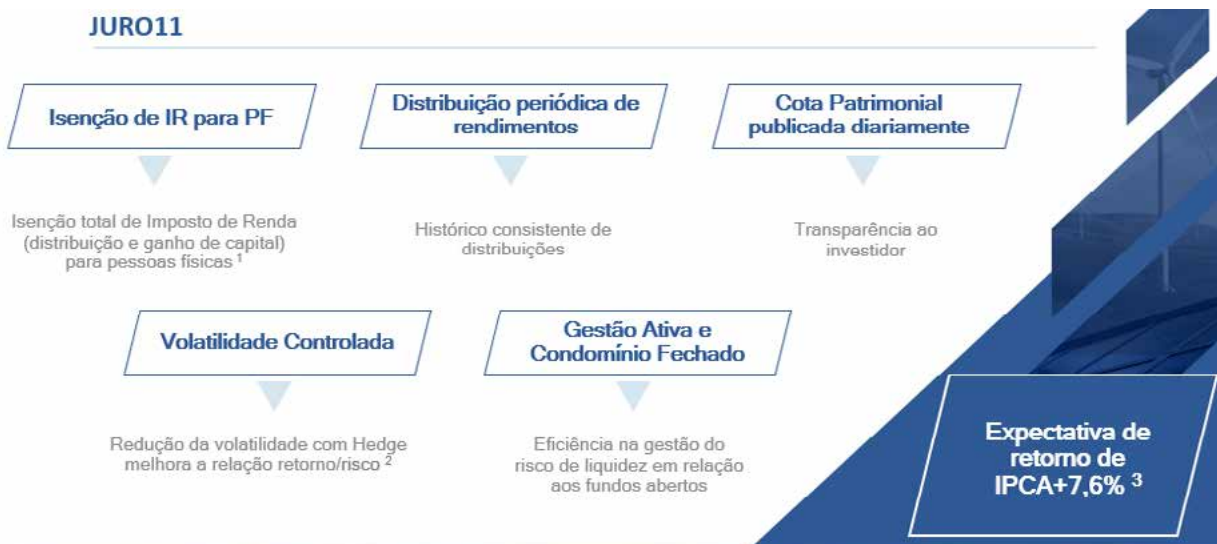 JURO11
Isenção de IR para PF
Distribuição periódica de
rendimentos
Cota Patrimonial
publicada diariamente
Isenção total de Imposto de Renda
(distribuição e ganho de capital)
para pessoas físicas ¹
Histórico consistente de
distribuições
Transparência ao
investidor
Volatilidade Controlada
Gestão Ativa e
Condomínio Fechado
Redução da volatilidade com Hedge
melhora a relação retorno/risco ²
Eficiência na gestão do
risco de liquidez em relação
aos fundos abertos
Expectativa de
retorno de
IPCA+7,6% ³